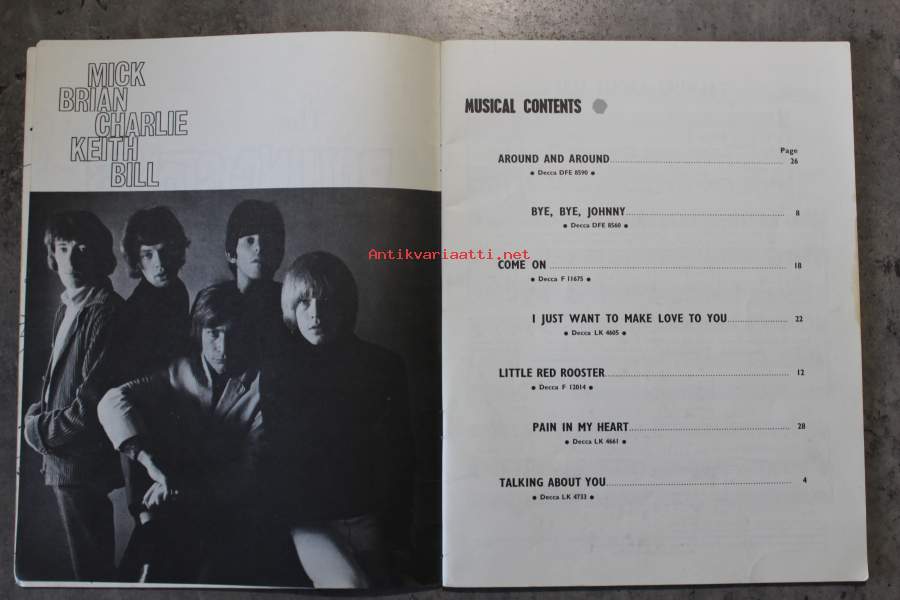 MICK
BRIAN
CHARLIE
KEITH
BILL
MUSICAL CONTENTS
Page
AROUND AND AROUND 26
• Decca DFE 8590 •
BYE, BYE, JOHNNY 8
• Decca DFE 8560 •
Antikvariaatti.net
COME ON 18
• Decca F 11675 •
I JUST WANT TO MAKE LOVE TO YOU 22
• Decca LK 4605 •
LITTLE RED ROOSTER 12
• Decca F 12014 •
PAIN IN MY HEART 28
• Decca LK 4661 •
TALKING ABOUT YOU 4
• Decca LK 4733 •